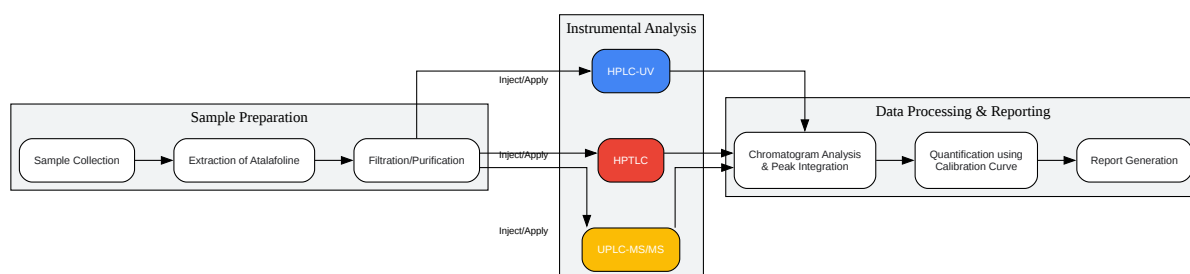 Instrumental Analysis
HPLC-UV
Inject/Apply
Sample Preparation
Data Processing & Reporting
Sample Collection
Extraction of Atalafoline
Filtration/Purification
Inject/Apply
HPTLC
Chromatogram Analysis
& Peak Integration
Quantification using
Calibration Curve
Report Generation
Inject/Apply
UPLC-MS/MS